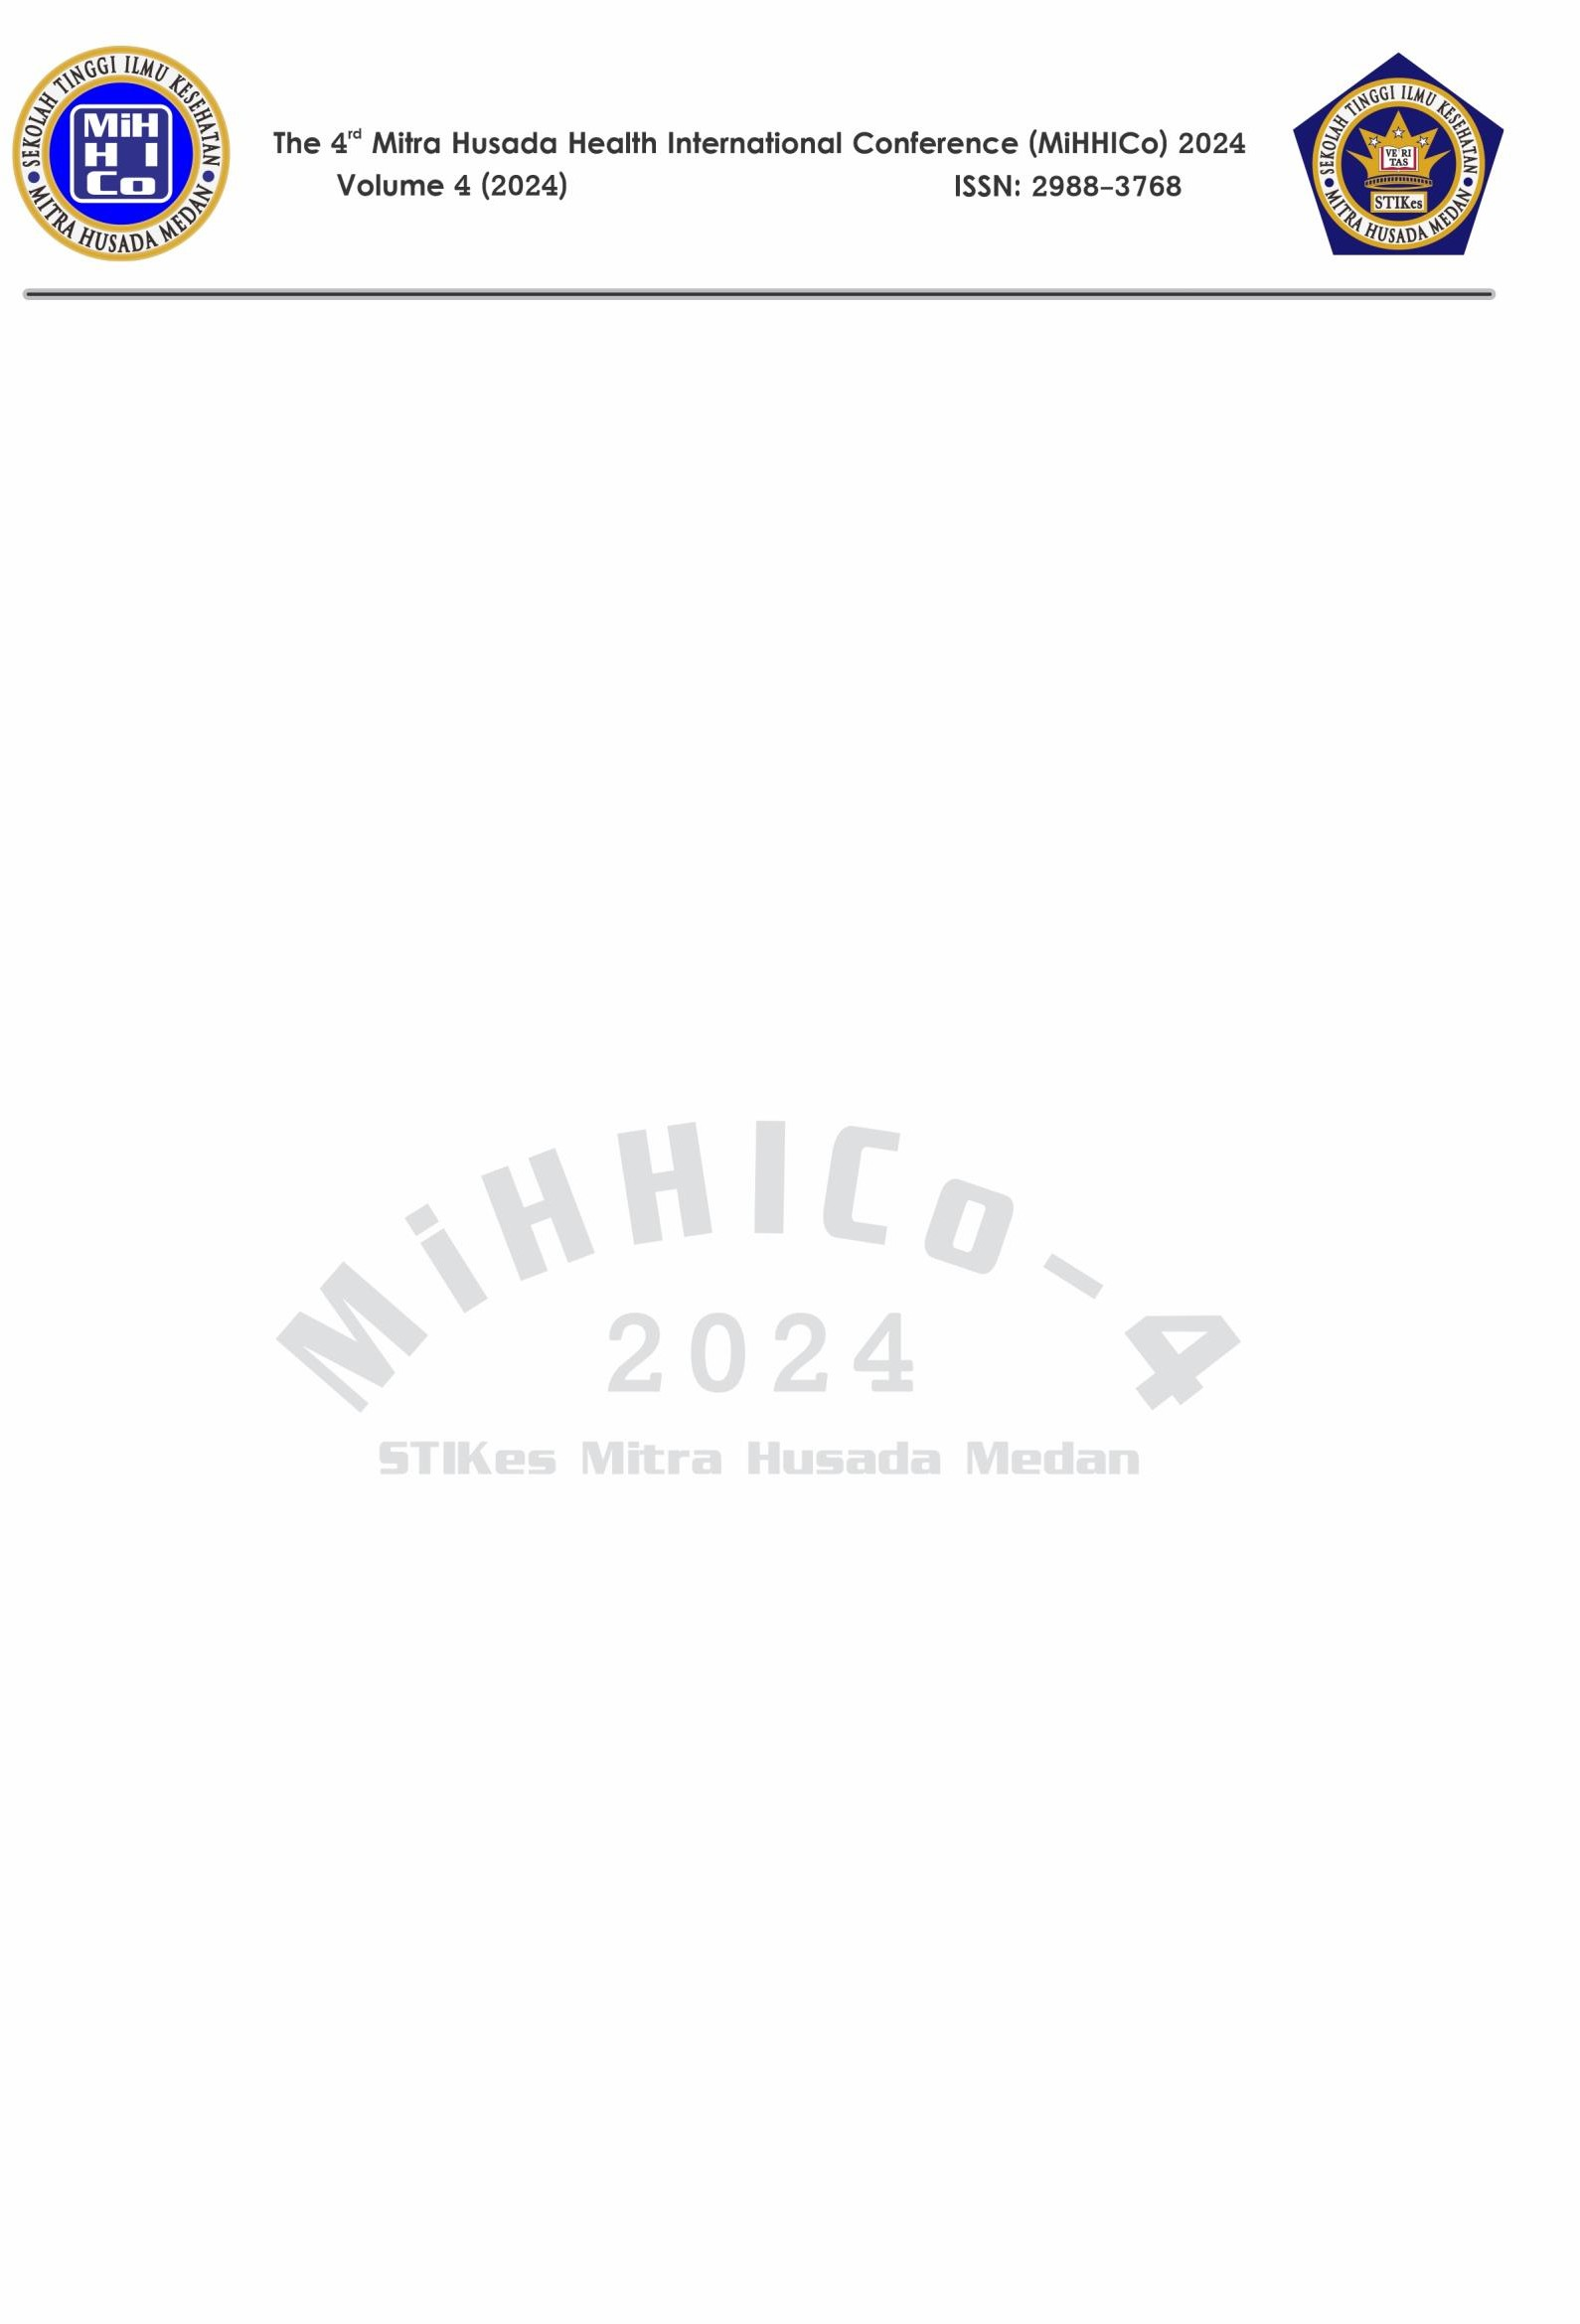 SEKOLAH TINGGI ILMU KESEHATAN
MiH
H I
Co
MITRA HUSADA MEDAN
The 4rd Mitra Husada Health International Conference (MiHHICo) 2024
Volume 4 (2024) ISSN: 2988-3768
SEKOLAH TINGGI ILMU KESEHATAN
VE RI
TAS
STIKes
MITRA HUSADA MEDAN
MiHHICo-4
2024
STIKes Mitra Husada Medan